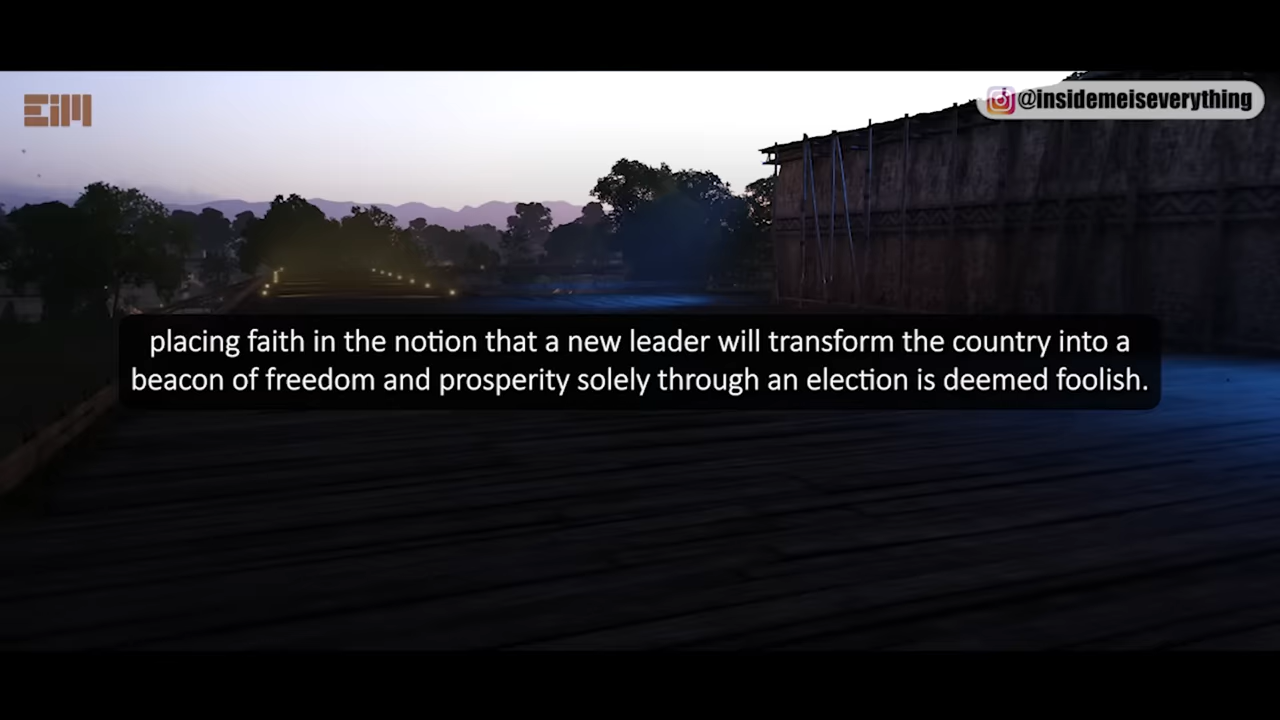 EiM
@insidemeiseverything
placing faith in the notion that a new leader will transform the country into a
beacon of freedom and prosperity solely through an election is deemed foolish.